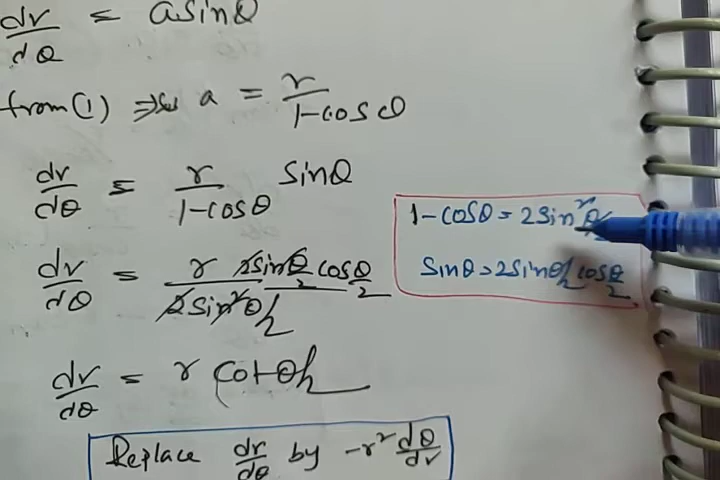 dr/dθ = a sinθ
from (1) ⇒ a = r/(1-cosθ)
dr/dθ = r/(1-cosθ) sinθ
1-cosθ = 2sin²θ/2
dr/dθ = r 2sinθ/2 cosθ/2 / 2sin²θ/2
sinθ = 2sinθ/2 cosθ/2
dr/dθ = r cotθ/2
Replace dr/dθ by -r² dθ/dr